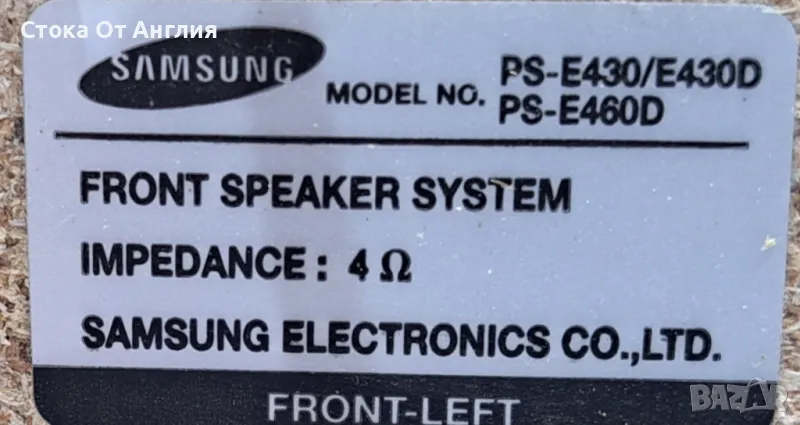 Стока От Англия
SAMSUNG
MODEL NO. PS-E430/E430D
PS-E460D
FRONT SPEAKER SYSTEM
IMPEDANCE : 4 Ω
SAMSUNG ELECTRONICS CO.,LTD.
FRONT-LEFT
BAZAR